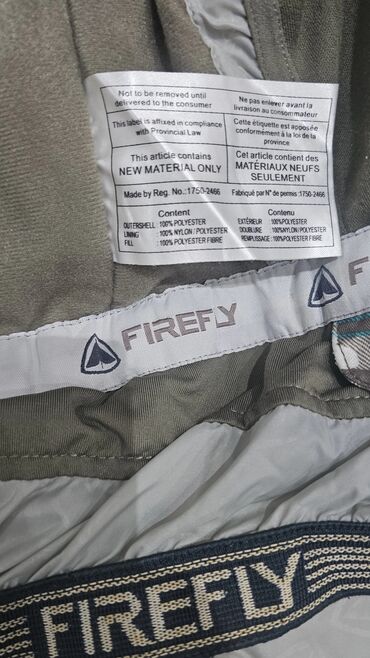 Not to be removed until
delivered to the consumer
Ne pas enlever avant la
livraison au consommateur
This label is affixed in compliance
with Provincial Law
Cette étiquette est apposée
conformément à la loi de la
province
This article contains
NEW MATERIAL ONLY
Cet article contient des
MATÉRIAUX NEUFS
SEULEMENT
Made by Reg. No.:1750-2466
Fabriqué par N° de permis :1750-2466
Content
OUTERSHELL : 100% POLYESTER
LINING : 100%NYLON / POLYESTER
FILL : 100% POLYESTER FIBRE
Contenu
EXTÉRIEUR :100%POLYESTER
DOUBLURE :100%NYLON/POLYESTER
REMPLISSAGE :100%POLYESTER FIBRE
FIREFLY
FIREFLY